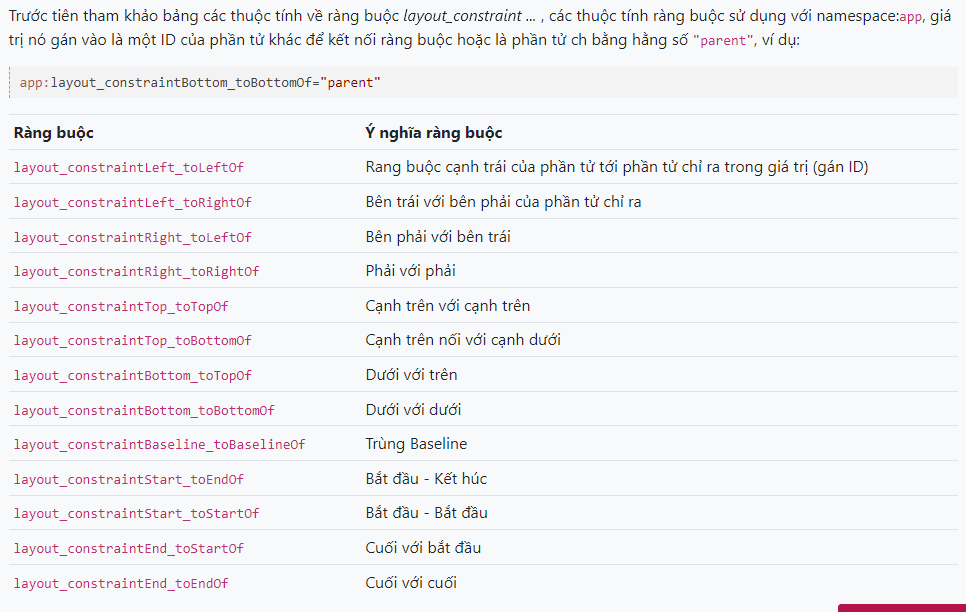 Trước tiên tham khảo bảng các thuộc tính về ràng buộc layout_constraint ... , các thuộc tính ràng buộc sử dụng với namespace:app, giá
trị nó gán vào là một ID của phần tử khác để kết nối ràng buộc hoặc là phần tử ch bằng hằng số "parent", ví dụ:
app:layout_constraintBottom_toBottomOf="parent"
Ràng buộc Ý nghĩa ràng buộc
layout_constraintLeft_toLeftOf Rang buộc cạnh trái của phần tử tới phần tử chỉ ra trong giá trị (gán ID)
layout_constraintLeft_toRightOf Bên trái với bên phải của phần tử chỉ ra
layout_constraintRight_toLeftOf Bên phải với bên trái
layout_constraintRight_toRightOf Phải với phải
layout_constraintTop_toTopOf Cạnh trên với cạnh trên
layout_constraintTop_toBottomOf Cạnh trên nối với cạnh dưới
layout_constraintBottom_toTopOf Dưới với trên
layout_constraintBottom_toBottomOf Dưới với dưới
layout_constraintBaseline_toBaselineOf Trùng Baseline
layout_constraintStart_toEndOf Bắt đầu - Kết húc
layout_constraintStart_toStartOf Bắt đầu - Bắt đầu
layout_constraintEnd_toStartOf Cuối với bắt đầu
layout_constraintEnd_toEndOf Cuối với cuối